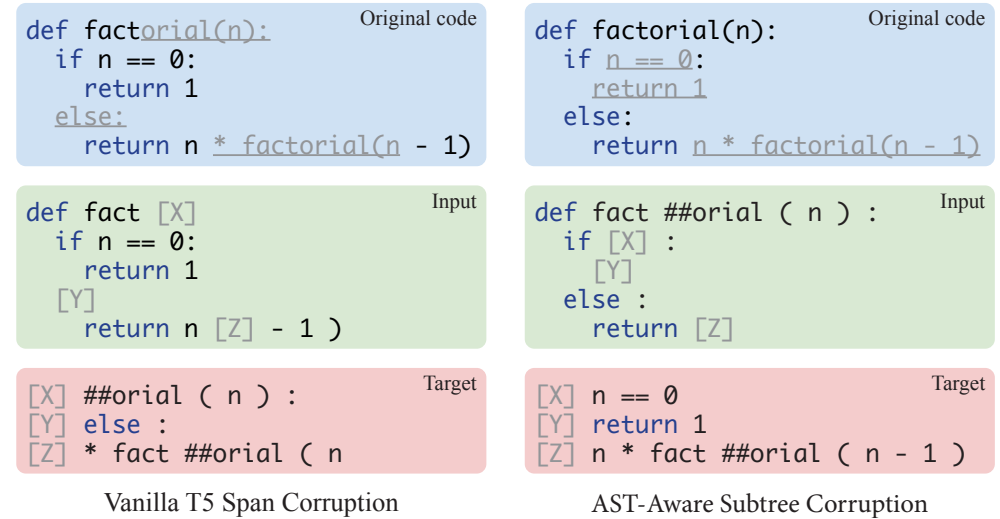 Original code
def factorial(n):
  if n == 0:
    return 1
  else:
    return n * factorial(n - 1)
Input
def fact [X]
  if n == 0:
    return 1
  [Y]
    return n [Z] - 1 )
Target
[X] ##orial ( n ) :
[Y] else :
[Z] * fact ##orial ( n
Vanilla T5 Span Corruption
Original code
def factorial(n):
  if n == 0:
    return 1
  else:
    return n * factorial(n - 1)
Input
def fact ##orial ( n ) :
  if [X] :
    [Y]
  else :
    return [Z]
Target
[X] n == 0
[Y] return 1
[Z] n * fact ##orial ( n - 1 )
AST-Aware Subtree Corruption